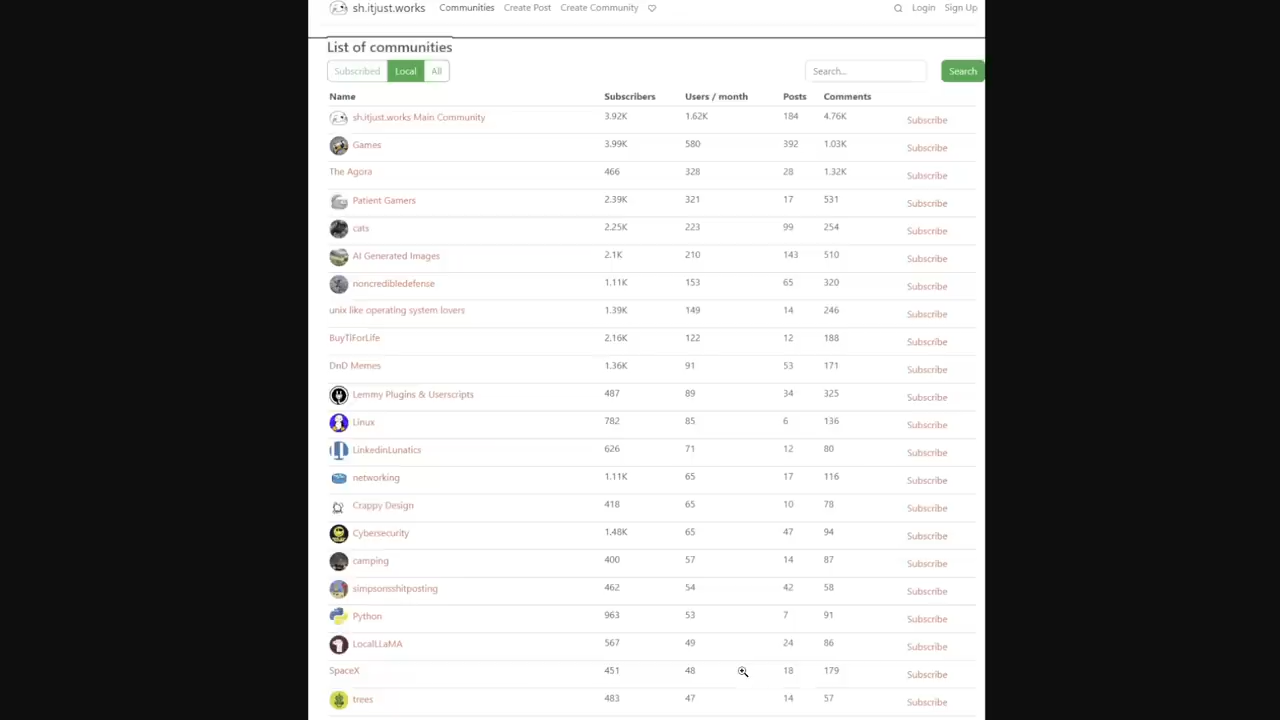 sh.itjust.works Communities Create Post Create Community Login Sign Up
List of communities
Subscribed Local All Search... Search
Name Subscribers Users / month Posts Comments
sh.itjust.works Main Community 3.92K 1.62K 184 4.76K Subscribe
Games 3.99K 580 392 1.03K Subscribe
The Agora 466 328 28 1.32K Subscribe
Patient Gamers 2.39K 321 17 531 Subscribe
cats 2.25K 223 99 254 Subscribe
AI Generated Images 2.1K 210 143 510 Subscribe
noncredibledefense 1.11K 153 65 320 Subscribe
unix like operating system lovers 1.39K 149 14 246 Subscribe
BuyTiForLife 2.16K 122 12 188 Subscribe
DnD Memes 1.36K 91 53 171 Subscribe
Lemmy Plugins & Userscripts 487 89 34 325 Subscribe
Linux 782 85 6 136 Subscribe
LinkedinLunatics 626 71 12 80 Subscribe
networking 1.11K 65 17 116 Subscribe
Crappy Design 418 65 10 78 Subscribe
Cybersecurity 1.48K 65 47 94 Subscribe
camping 400 57 14 87 Subscribe
simpsonsshitposting 462 54 42 58 Subscribe
Python 963 53 7 91 Subscribe
LocalLLaMA 567 49 24 86 Subscribe
SpaceX 451 48 18 179 Subscribe
trees 483 47 14 57 Subscribe